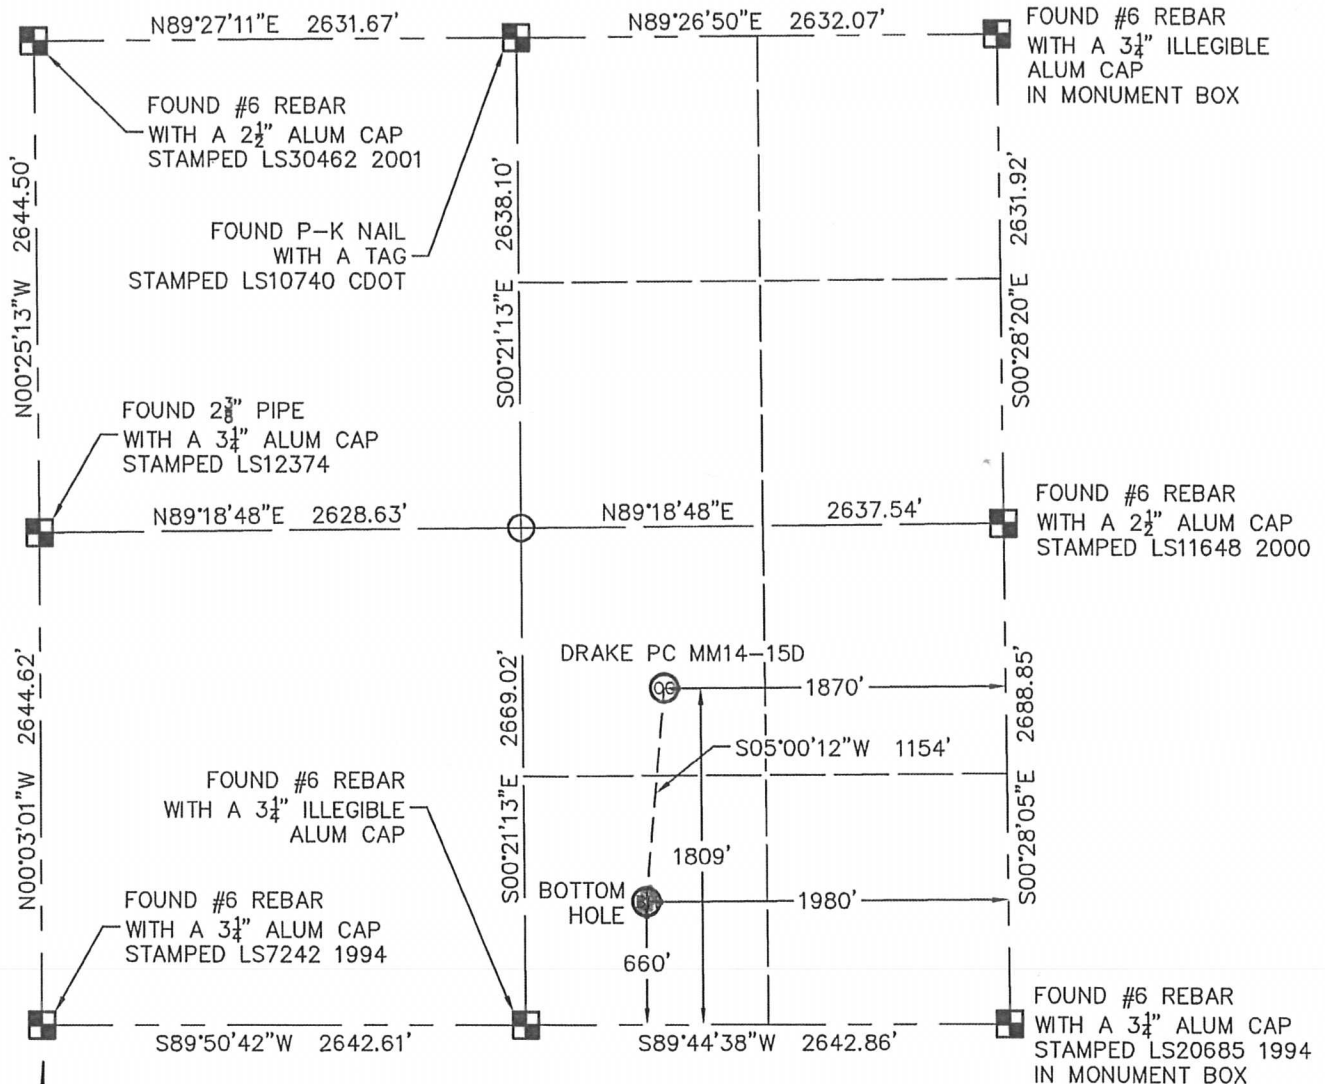 N89°27'11"E 2631.67'
N89°26'50"E 2632.07'
FOUND #6 REBAR
WITH A 3¼" ILLEGIBLE
ALUM CAP
IN MONUMENT BOX
FOUND #6 REBAR
WITH A 2½" ALUM CAP
STAMPED LS30462 2001
N00°25'13"W 2644.50'
FOUND P-K NAIL
WITH A TAG
STAMPED LS10740 CDOT
S00°21'13"E 2638.10'
S00°28'20"E 2631.92'
FOUND 2⅜" PIPE
WITH A 3¼" ALUM CAP
STAMPED LS12374
N89°18'48"E 2628.63'
N89°18'48"E 2637.54'
FOUND #6 REBAR
WITH A 2½" ALUM CAP
STAMPED LS11648 2000
DRAKE PC MM14-15D
1870'
S05°00'12"W 1154'
N00°03'01"W 2644.62'
S00°21'13"E 2669.02'
S00°28'05"E 2688.85'
FOUND #6 REBAR
WITH A 3¼" ILLEGIBLE
ALUM CAP
1809'
BOTTOM
HOLE
1980'
660'
FOUND #6 REBAR
WITH A 3¼" ALUM CAP
STAMPED LS7242 1994
S89°50'42"W 2642.61'
S89°44'38"W 2642.86'
FOUND #6 REBAR
WITH A 3¼" ALUM CAP
STAMPED LS20685 1994
IN MONUMENT BOX